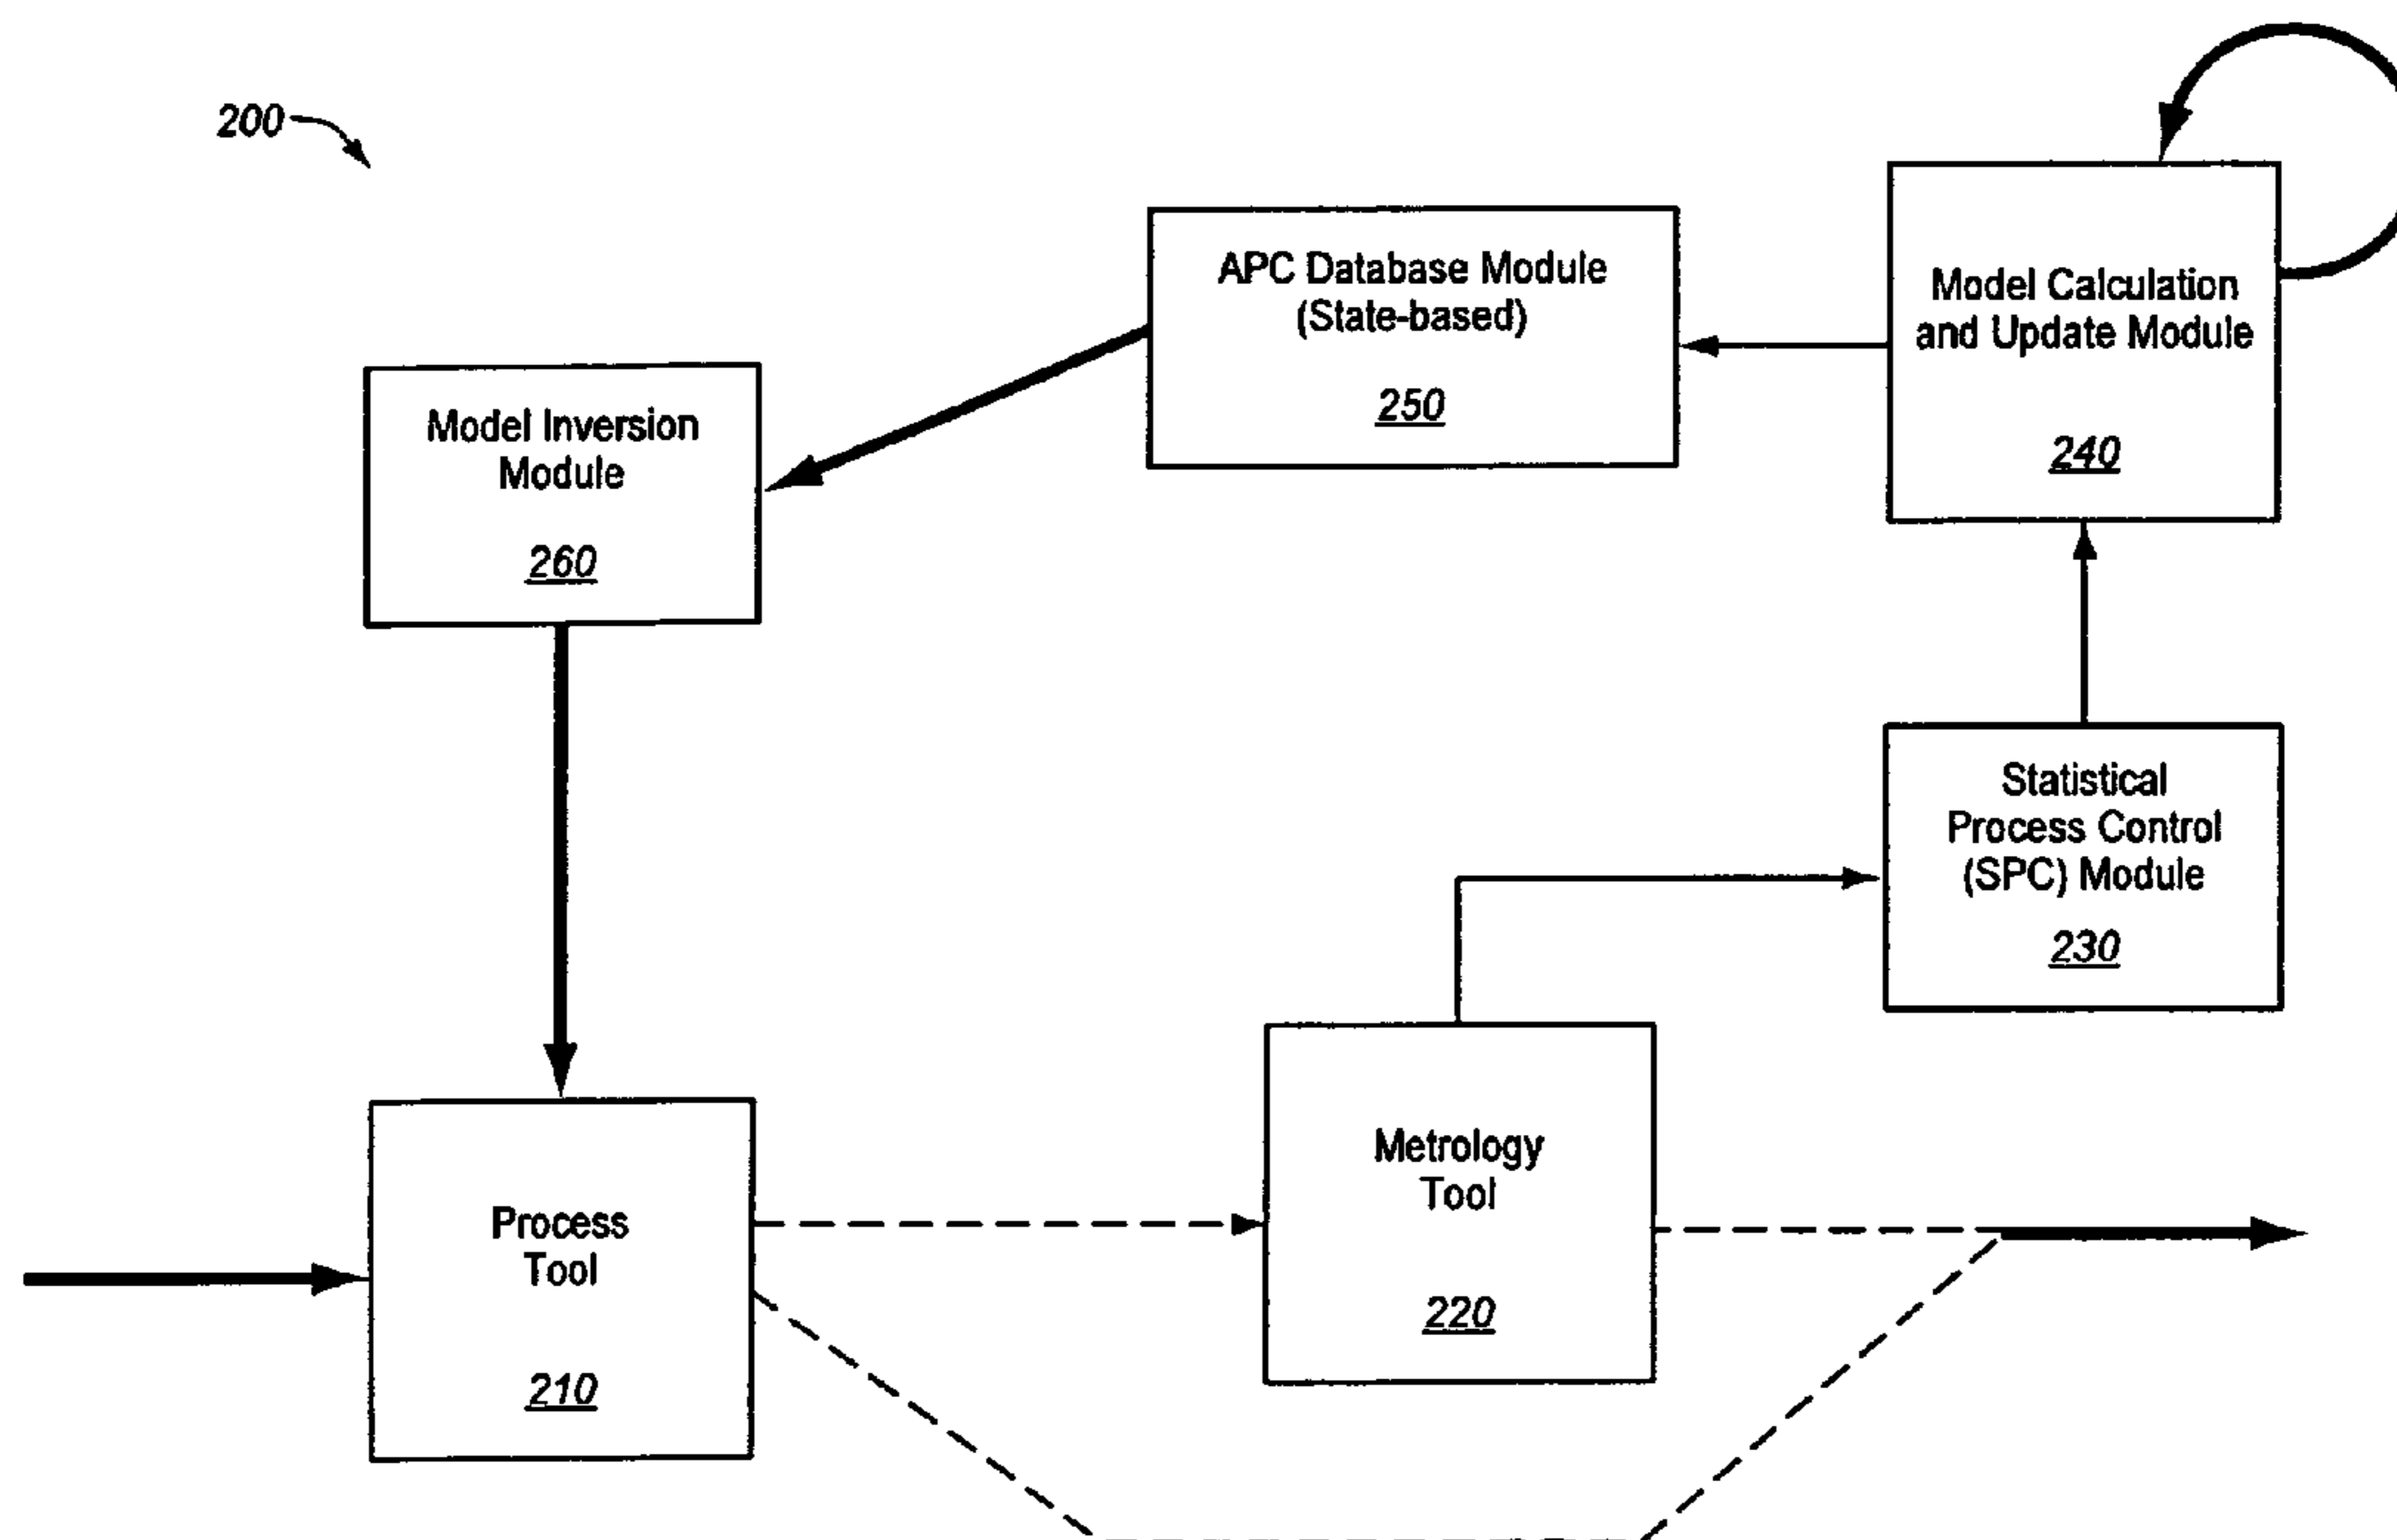 200
APC Database Module
(State-based)
250
Model Calculation
and Update Module
240
Model Inversion
Module
260
Statistical
Process Control
(SPC) Module
230
Metrology
Tool
220
Process
Tool
210